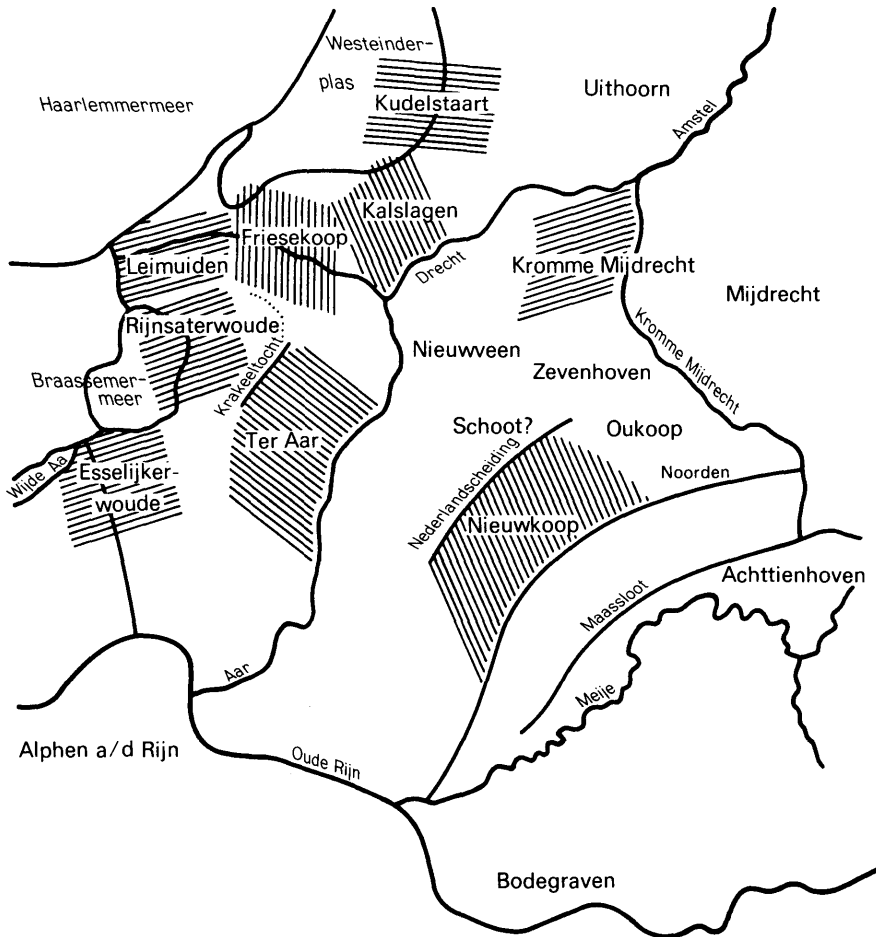 Westeinder-
plas
Haarlemmermeer
Kudelstaart
Uithoorn
Amstel
Kalslagen
Friesekoop
Leimuiden
Drecht
Kromme Mijdrecht
Mijdrecht
Rijnsaterwoude
Kromme Mijdrecht
Nieuwveen
Zevenhoven
Braassemer-
meer
Krakeeltocht
Ter Aar
Schoot?
Oukoop
Wijde Aa
Esselijker-
woude
Nederlandscheiding
Noorden
Nieuwkoop
Achttienhoven
Maassloot
Meije
Aar
Alphen a/d Rijn
Oude Rijn
Bodegraven